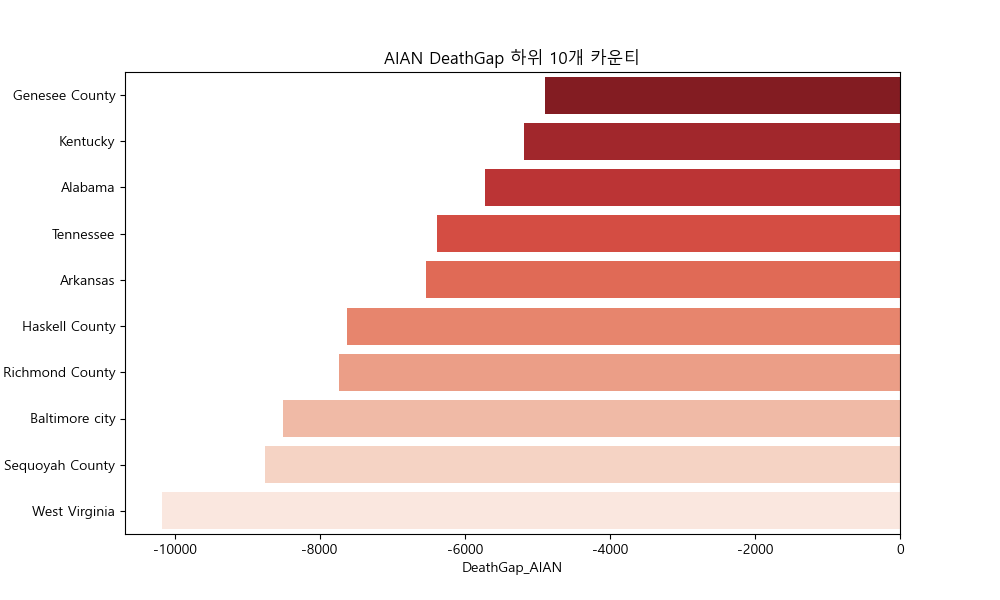 AIAN DeathGap 하위 10개 카운티
Genesee County
Kentucky
Alabama
Tennessee
Arkansas
Haskell County
Richmond County
Baltimore city
Sequoyah County
West Virginia
-10000 -8000 -6000 -4000 -2000 0
DeathGap_AIAN